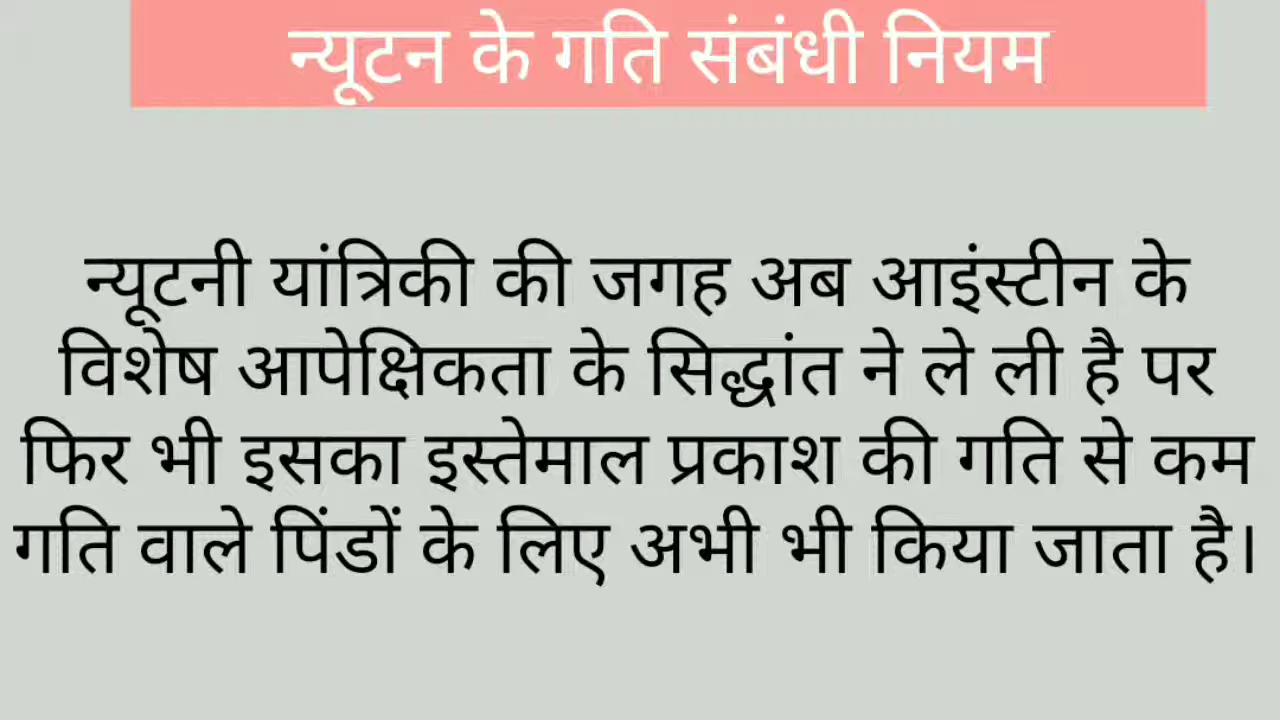 न्यूटन के गति संबंधी नियम
न्यूटनी यांत्रिकी की जगह अब आइंस्टीन के
विशेष आपेक्षिकता के सिद्धांत ने ले ली है पर
फिर भी इसका इस्तेमाल प्रकाश की गति से कम
गति वाले पिंडों के लिए अभी भी किया जाता है।